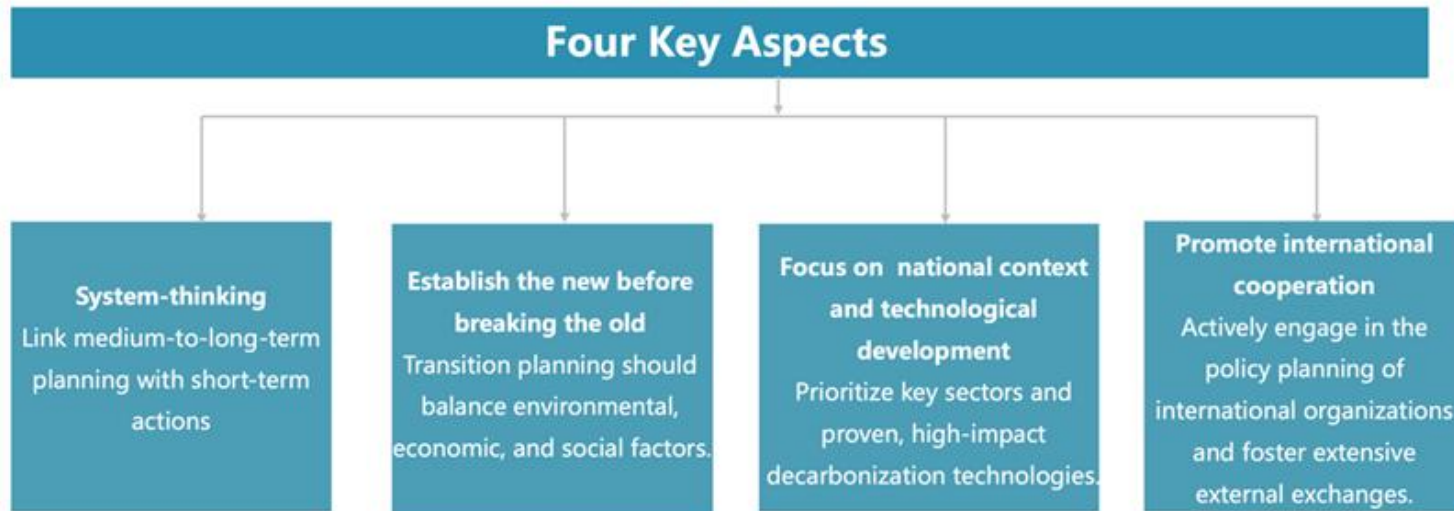 Four Key Aspects
System-thinking
Link medium-to-long-term
planning with short-term
actions
Establish the new before
breaking the old
Transition planning should
balance environmental,
economic, and social factors.
Focus on national context
and technological
development
Prioritize key sectors and
proven, high-impact
decarbonization technologies.
Promote international
cooperation
Actively engage in the
policy planning of
international organizations
and foster extensive
external exchanges.